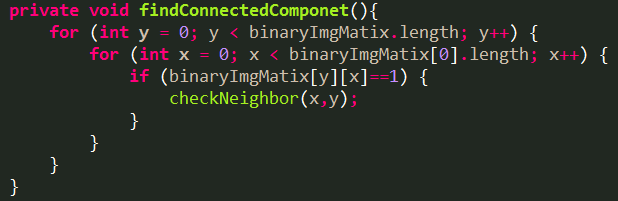 private void findConnectedComponet(){
    for (int y = 0; y < binaryImgMatix.length; y++) {
        for (int x = 0; x < binaryImgMatix[0].length; x++) {
            if (binaryImgMatix[y][x]==1) {
                checkNeighbor(x,y);
            }
        }
    }
}